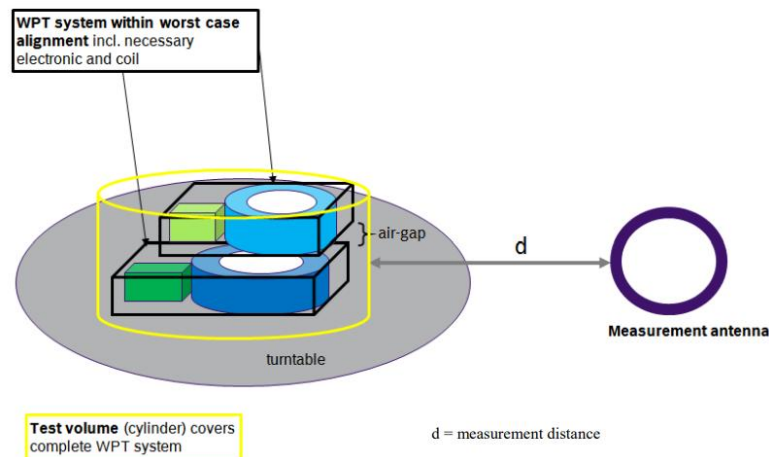 WPT system within worst case
alignment incl. necessary
electronic and coil
air-gap
d
Measurement antenna
turntable
Test volume (cylinder) covers
complete WPT system
d = measurement distance